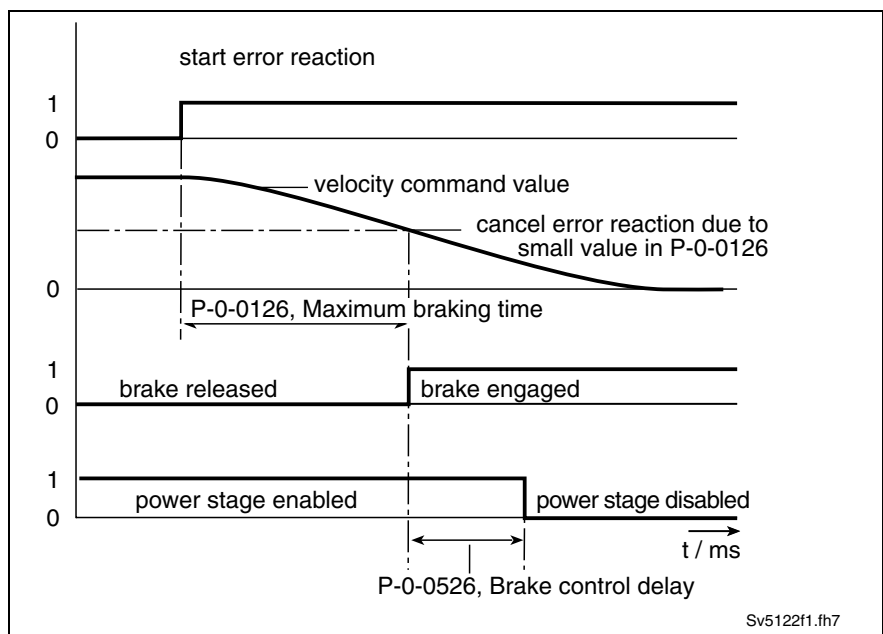 start error reaction
1
0
velocity command value
cancel error reaction due to
small value in P-0-0126
0
P-0-0126, Maximum braking time
1
brake released
brake engaged
0
1
power stage enabled
power stage disabled
0
t / ms
P-0-0526, Brake control delay
Sv5122f1.fh7